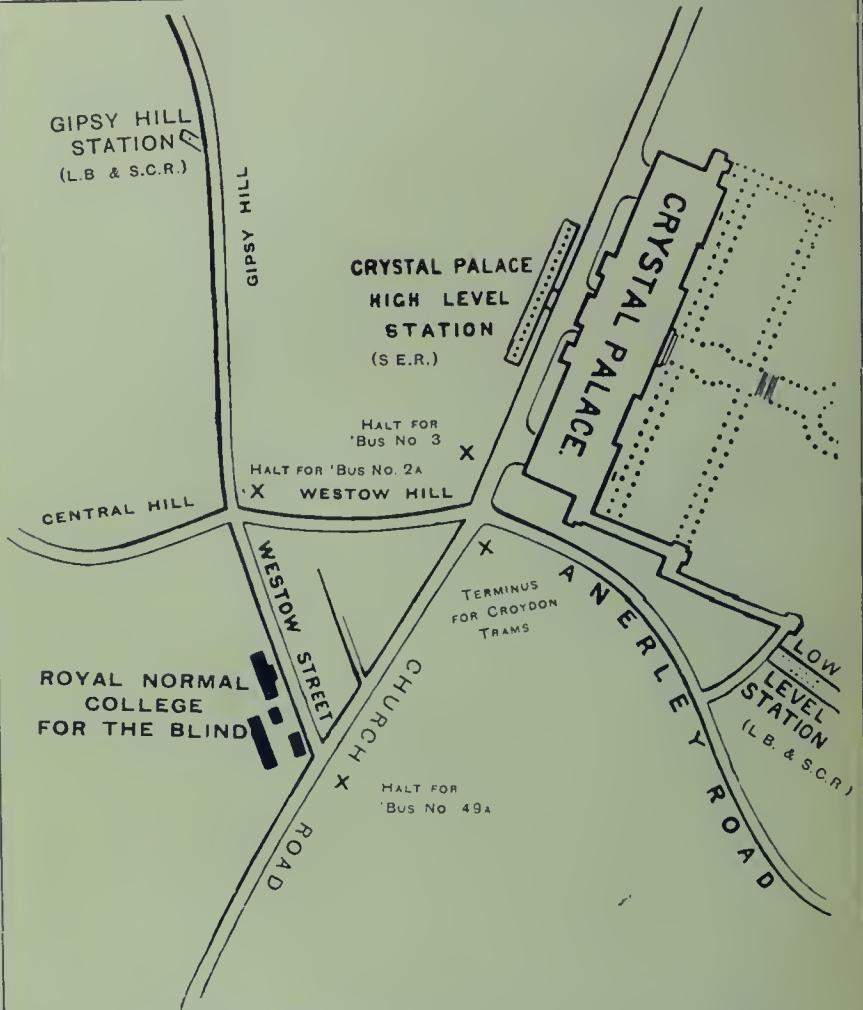 GIPSY HILL
STATION
(L.B & S.C.R.)
GIPSY HILL
CRYSTAL PALACE
HIGH LEVEL
STATION
(S E.R.)
CRYSTAL PALACE.
HALT FOR
'BUS NO 3
HALT FOR 'BUS NO. 2A
WESTOW HILL
CENTRAL HILL
WESTOW STREET
TERMINUS
FOR CROYDON
TRAMS
ANERLEY ROAD
LOW
LEVEL
STATION
(L B. & S.C.R)
ROYAL NORMAL
COLLEGE
FOR THE BLIND
CHURCH ROAD
HALT FOR
'BUS NO 49A